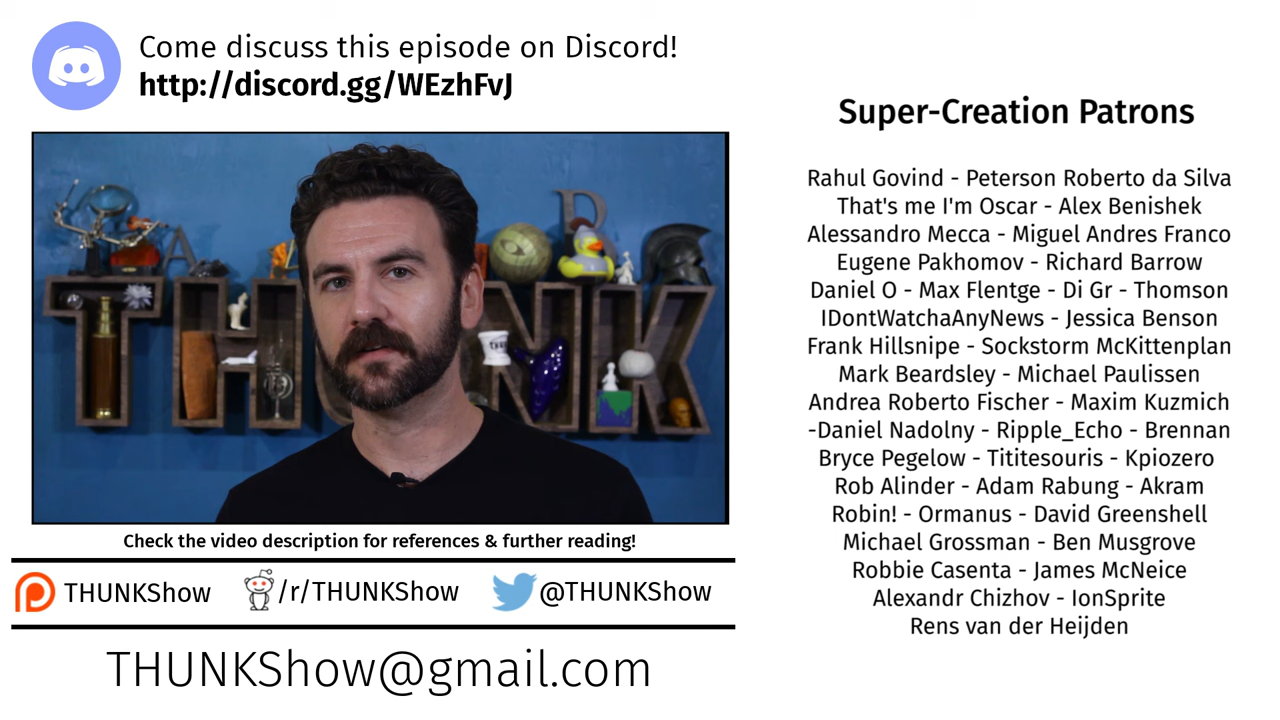 Come discuss this episode on Discord!
http://discord.gg/WEzhFvJ
THUNK
Check the video description for references & further reading!
THUNKShow
/r/THUNKShow
@THUNKShow
THUNKShow@gmail.com
Super-Creation Patrons
Rahul Govind - Peterson Roberto da Silva
That's me I'm Oscar - Alex Benishek
Alessandro Mecca - Miguel Andres Franco
Eugene Pakhomov - Richard Barrow
Daniel O - Max Flentge - Di Gr - Thomson
IDontWatchaAnyNews - Jessica Benson
Frank Hillsnipe - Sockstorm McKittenplan
Mark Beardsley - Michael Paulissen
Andrea Roberto Fischer - Maxim Kuzmich
-Daniel Nadolny - Ripple_Echo - Brennan
Bryce Pegelow - Tititesouris - Kpiozero
Rob Alinder - Adam Rabung - Akram
Robin! - Ormanus - David Greenshell
Michael Grossman - Ben Musgrove
Robbie Casenta - James McNeice
Alexandr Chizhov - IonSprite
Rens van der Heijden